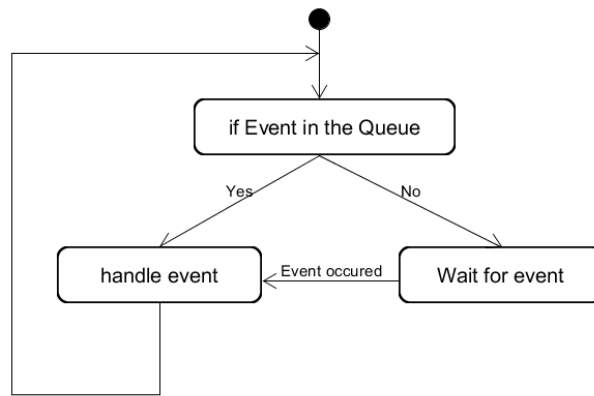 if Event in the Queue
Yes
No
handle event
Event occured
Wait for event